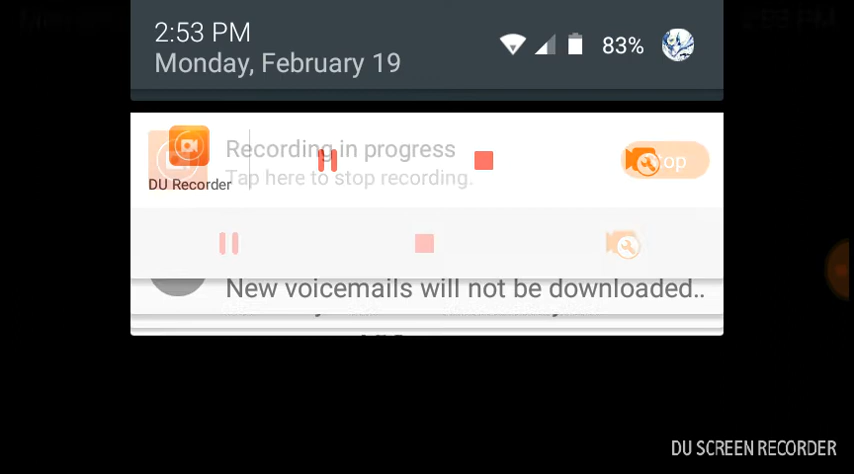 2:53 PM
83%
Monday, February 19
Recording in progress
Stop
Tap here to stop recording.
DU Recorder
New voicemails will not be downloaded..
DU SCREEN RECORDER